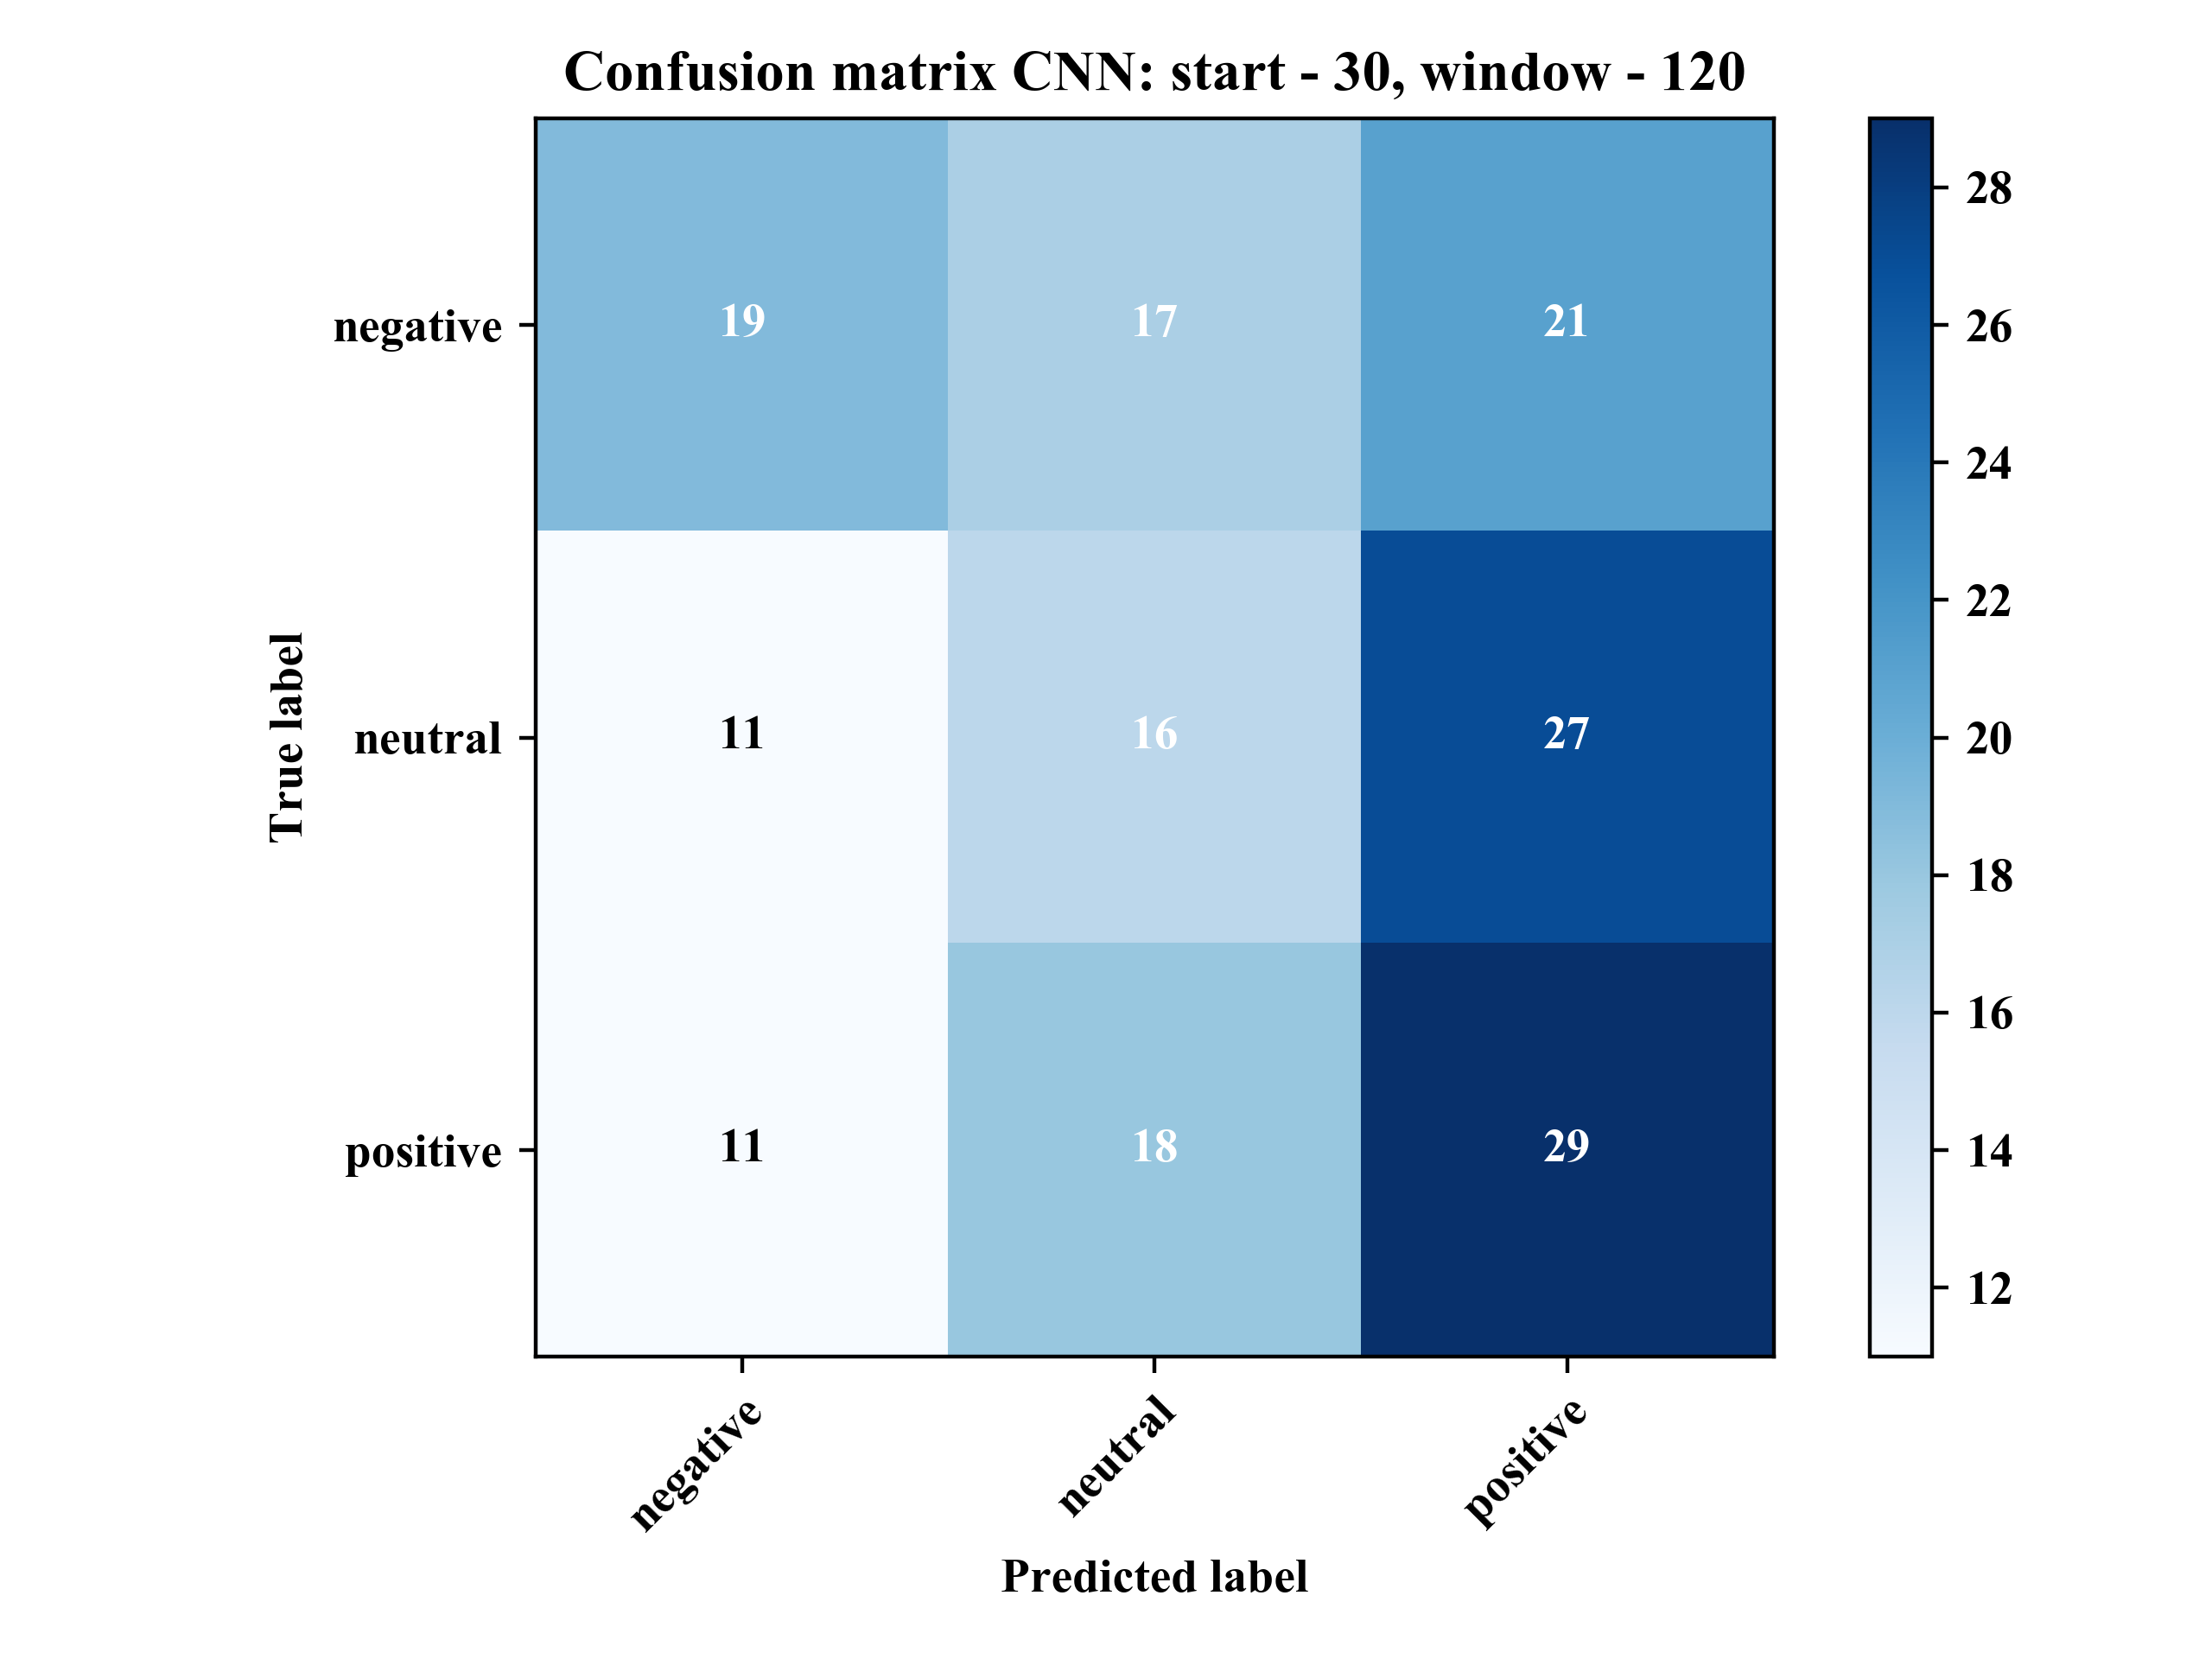 Confusion matrix CNN: start - 30, window - 120
negative 19 17 21
neutral 11 16 27
positive 11 18 29
negative neutral positive
Predicted label
True label
28
26
24
22
20
18
16
14
12